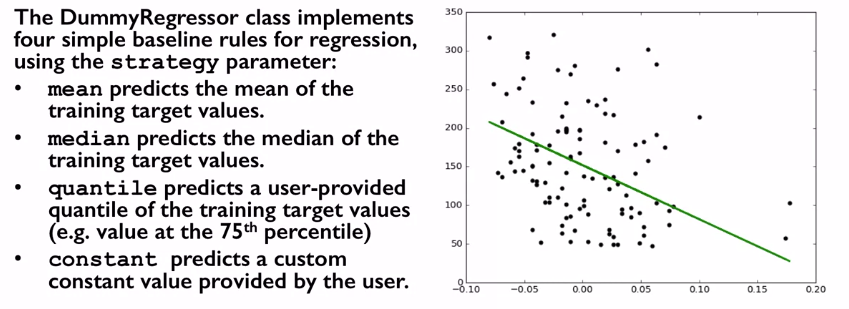 The DummyRegressor class implements
four simple baseline rules for regression,
using the strategy parameter:
• mean predicts the mean of the
training target values.
• median predicts the median of the
training target values.
• quantile predicts a user-provided
quantile of the training target values
(e.g. value at the 75th percentile)
• constant predicts a custom
constant value provided by the user.
350
300
250
200
150
100
50
0
−0.10 −0.05 0.00 0.05 0.10 0.15 0.20